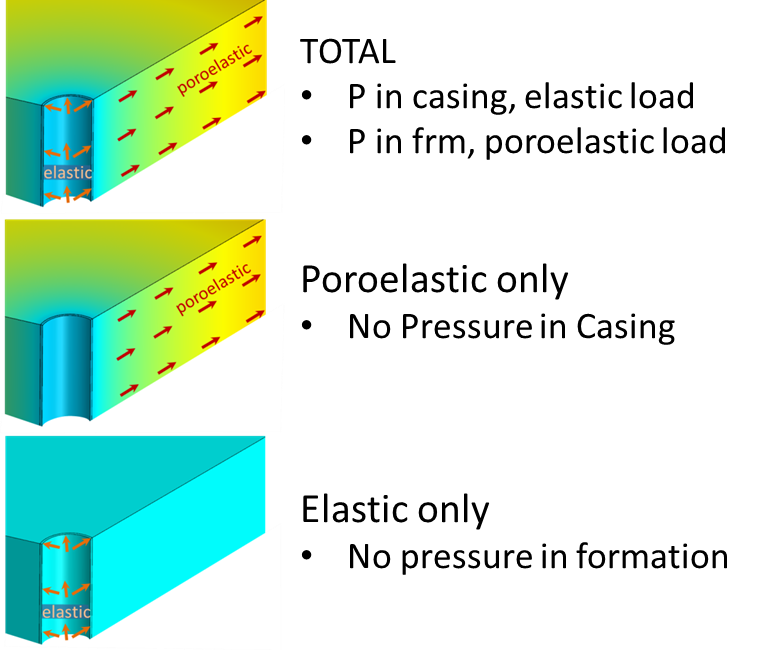 poroelastic
elastic
TOTAL
• P in casing, elastic load
• P in frm, poroelastic load
poroelastic
Poroelastic only
• No Pressure in Casing
elastic
Elastic only
• No pressure in formation